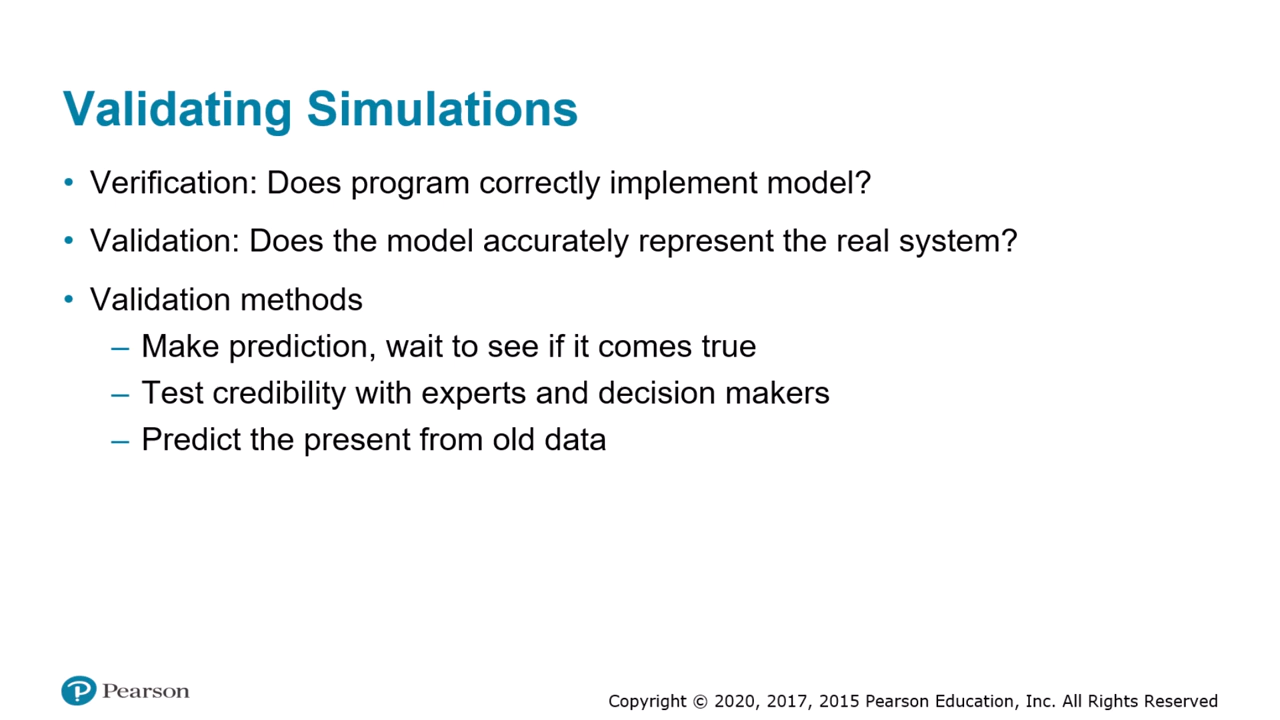 Validating Simulations
• Verification: Does program correctly implement model?
• Validation: Does the model accurately represent the real system?
• Validation methods
– Make prediction, wait to see if it comes true
– Test credibility with experts and decision makers
– Predict the present from old data
Pearson
Copyright © 2020, 2017, 2015 Pearson Education, Inc. All Rights Reserved